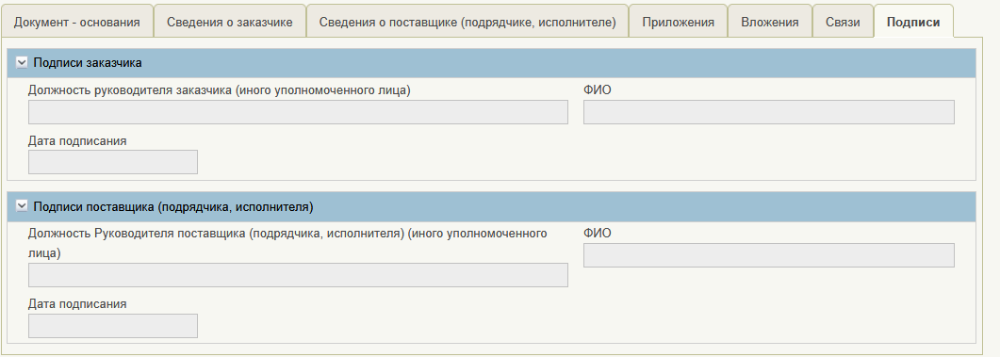 Документ - основания Сведения о заказчике Сведения о поставщике (подрядчике, исполнителе) Приложения Вложения Связи Подписи
Подписи заказчика
Должность руководителя заказчика (иного уполномоченного лица) ФИО
Дата подписания
Подписи поставщика (подрядчика, исполнителя)
Должность Руководителя поставщика (подрядчика, исполнителя) (иного уполномоченного ФИО
лица)
Дата подписания